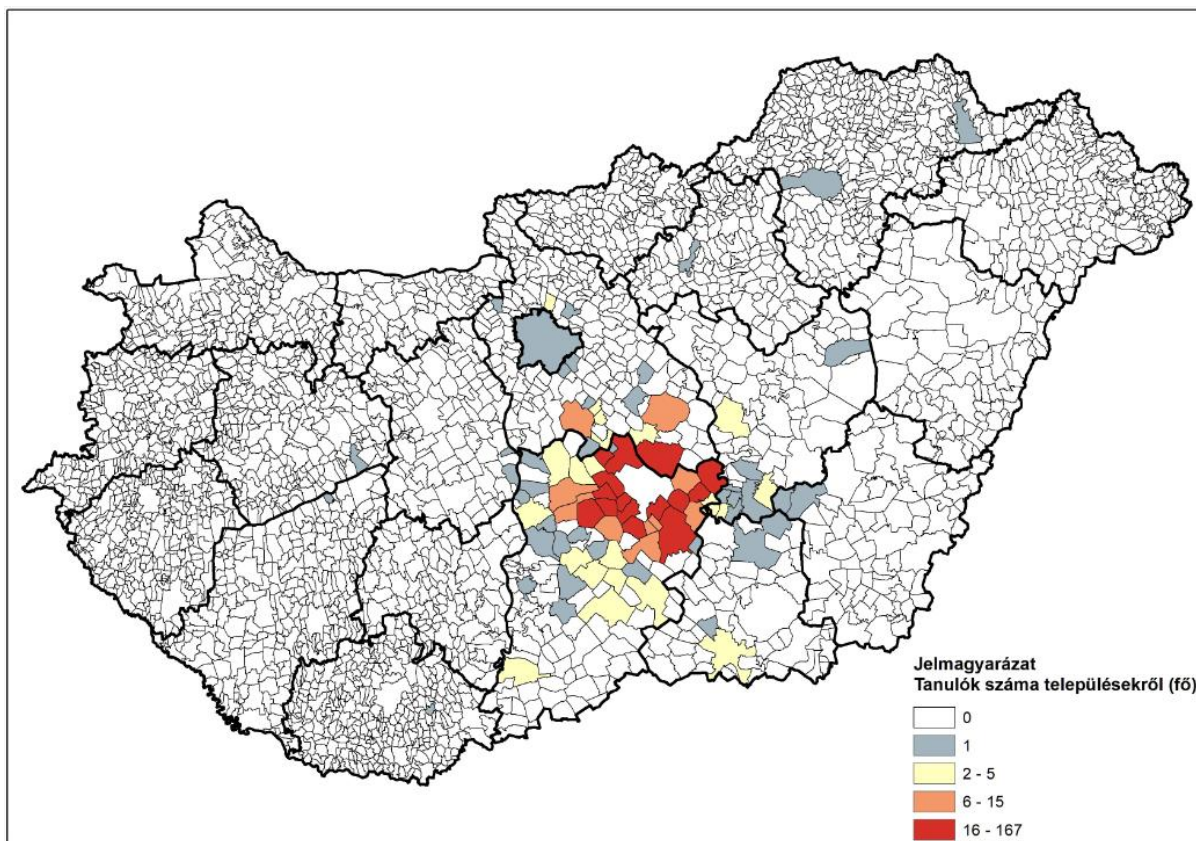 Jelmagyarázat
Tanulók száma településekről (fő)
0
1
2 - 5
6 - 15
16 - 167